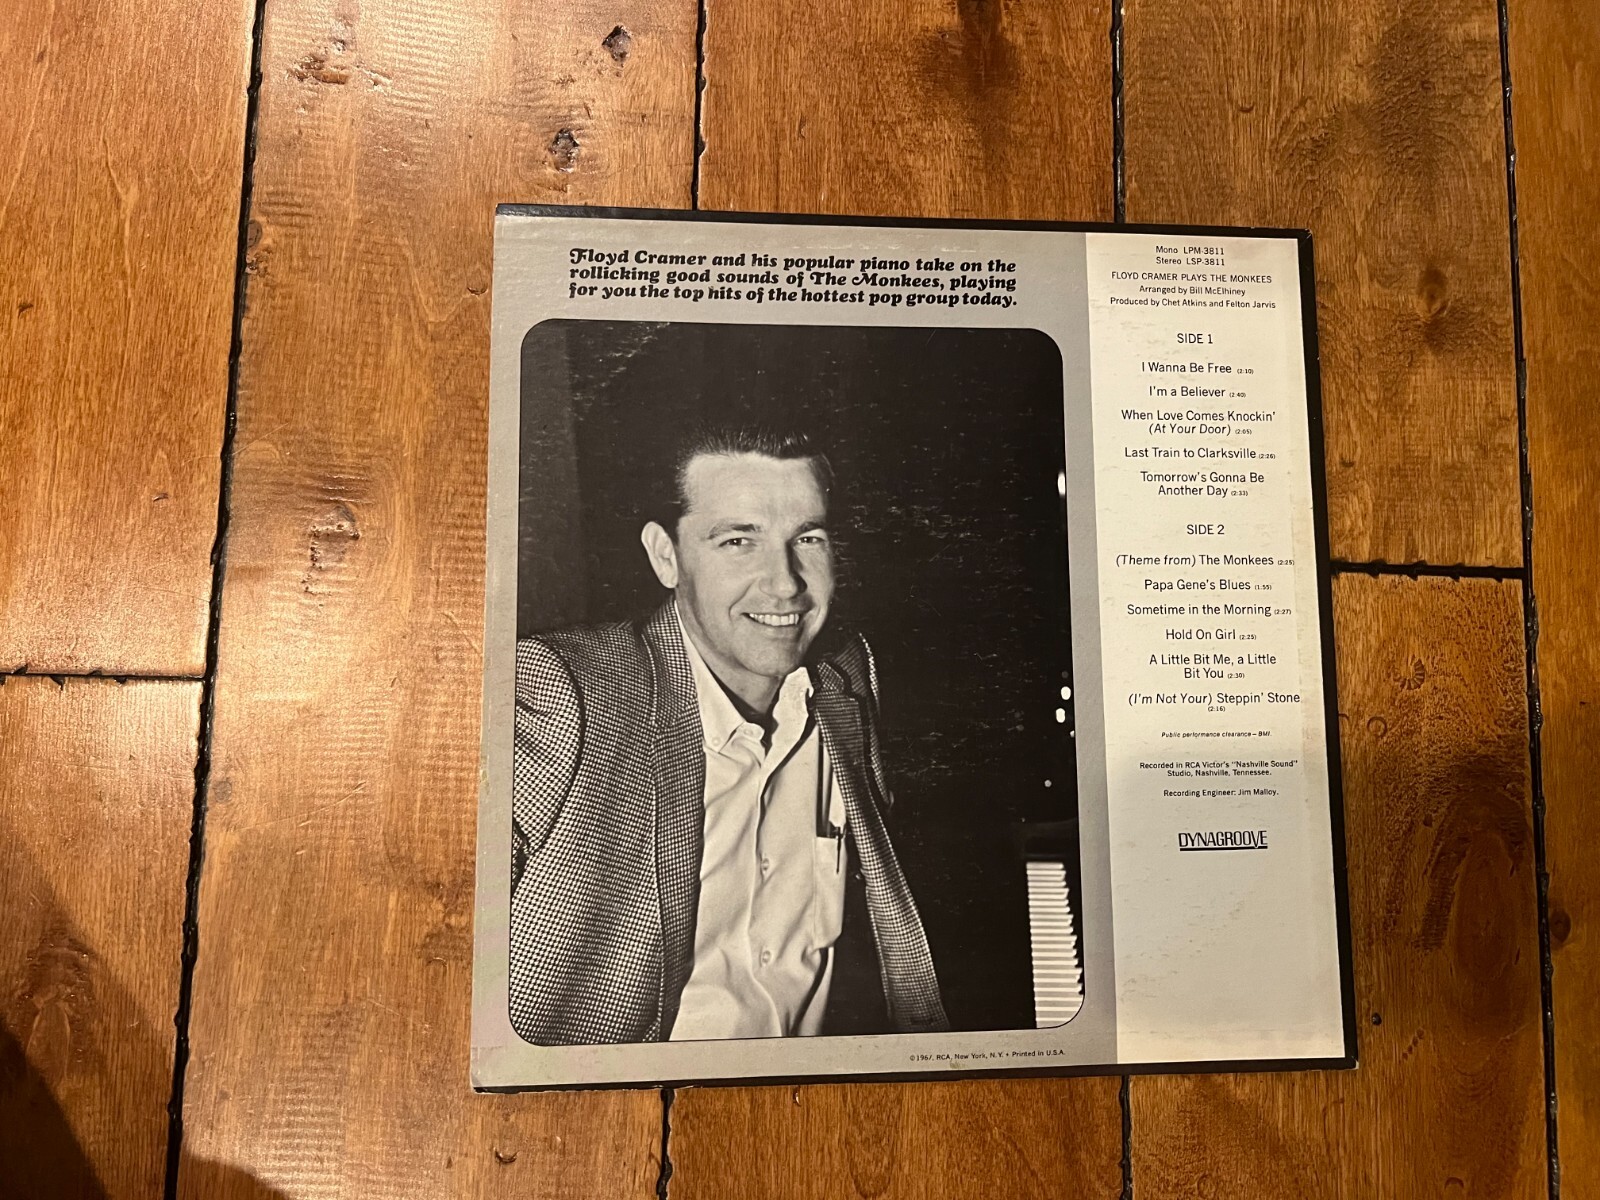 Floyd Cramer and his popular piano take on the
rollicking good sounds of The Monkees, playing
for you the top hits of the hottest pop group today.
Mono LPM-3811
Stereo LSP-3811
FLOYD CRAMER PLAYS THE MONKEES
Arranged by Bill McElhiney
Produced by Chet Atkins and Felton Jarvis
SIDE 1
I Wanna Be Free (2:10)
I'm a Believer (2:40)
When Love Comes Knockin'
(At Your Door) (2:05)
Last Train to Clarksville (2:26)
Tomorrow's Gonna Be
Another Day (2:33)
SIDE 2
(Theme from) The Monkees (2:25)
Papa Gene's Blues (1:55)
Sometime in the Morning (2:27)
Hold On Girl (2:25)
A Little Bit Me, a Little
Bit You (2:30)
(I'm Not Your) Steppin' Stone
(2:16)
Public performance clearance—BMI.
Recorded in RCA Victor's "Nashville Sound"
Studio, Nashville, Tennessee.
Recording Engineer: Jim Malloy.
DYNAGROOVE
©1967, RCA, New York, N.Y. • Printed in U.S.A.